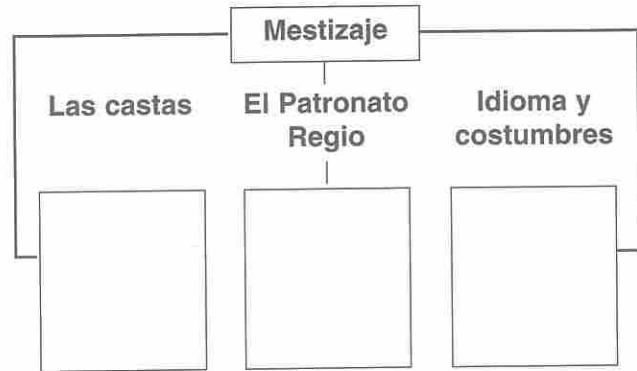 Mestizaje
Las castas
El Patronato
Regio
Idioma y
costumbres